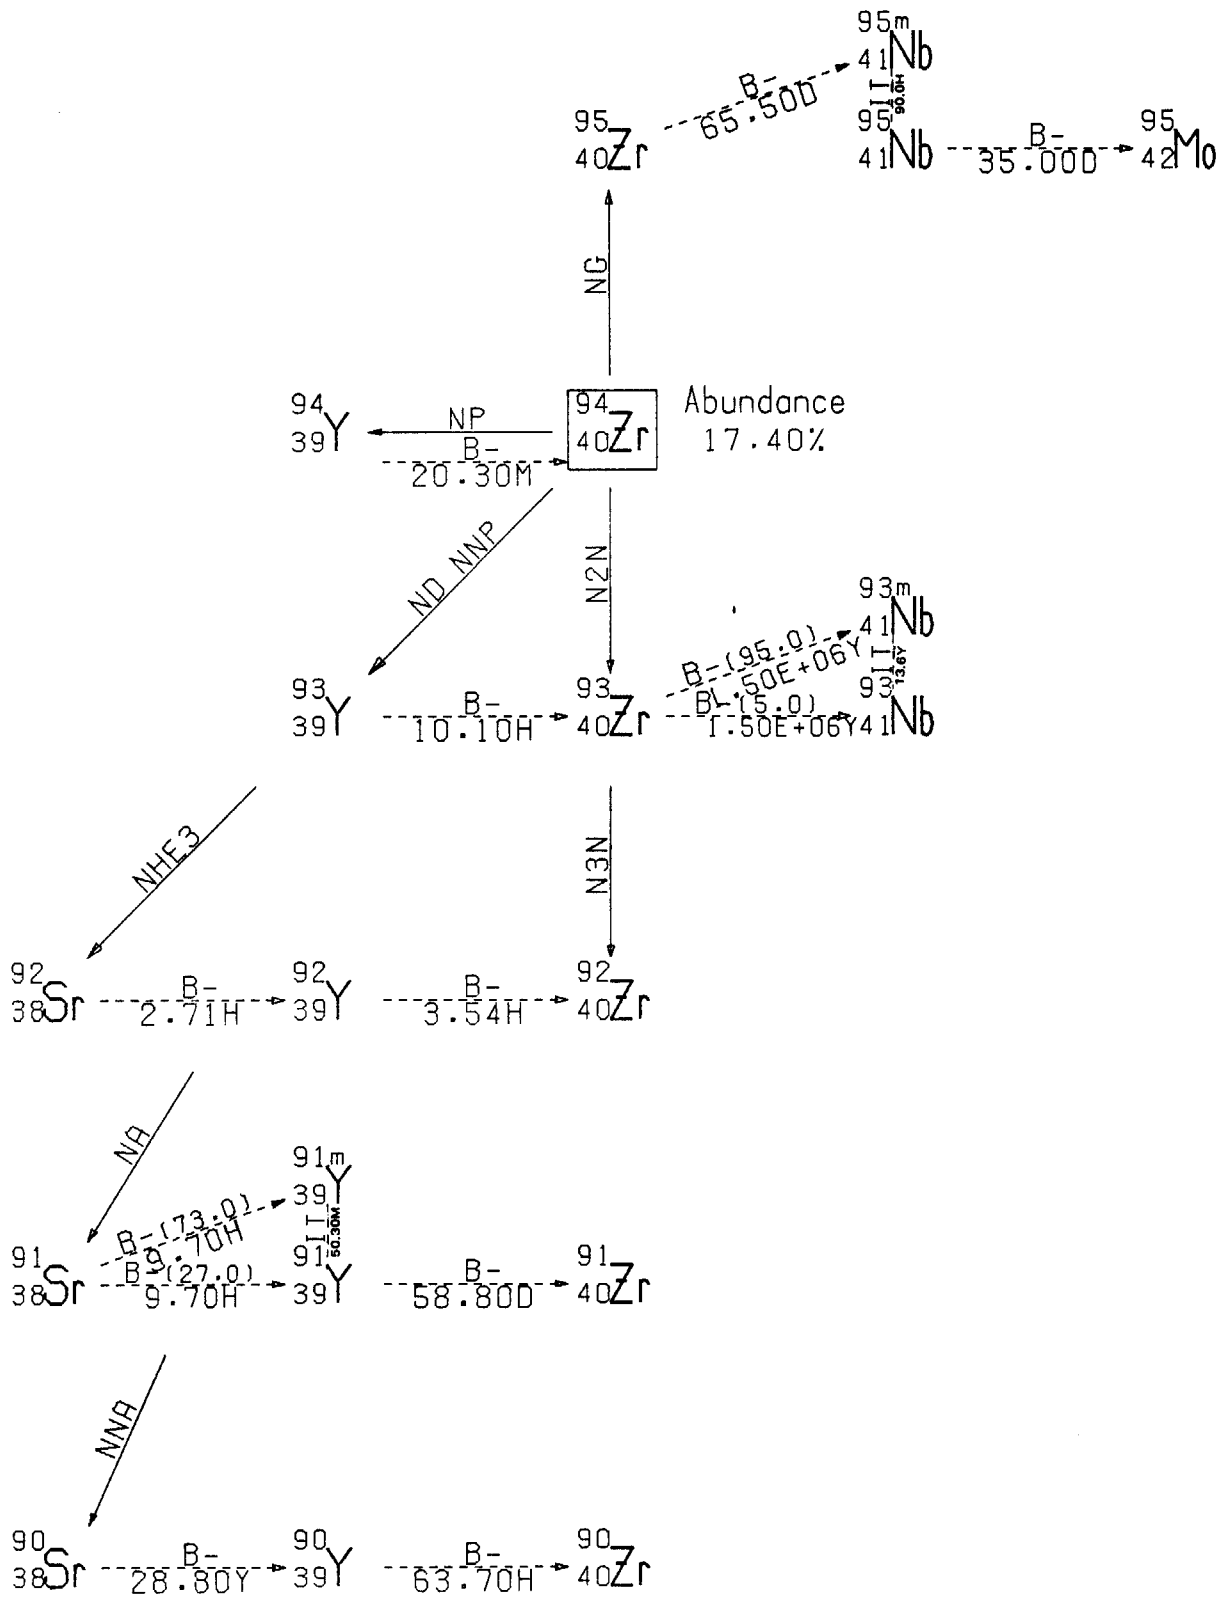 95m
41Nb
B-
65.50D
IT
90.0H
95
40Zr
95
41Nb
B-
35.00D
95
42Mo
NG
94
39Y
NP
B-
20.30M
94
40Zr
Abundance
17.40%
ND NNP
N2N
93m
41Nb
B-(95.0)
1.50E+06Y
IT
13.6Y
93
39Y
B-
10.10H
93
40Zr
B-(5.0)
1.50E+06Y
93
41Nb
NHE3
N3N
92
38Sr
B-
2.71H
92
39Y
B-
3.54H
92
40Zr
NA
91m
39Y
B-(73.0)
9.70H
IT
50.30M
91
38Sr
B-(27.0)
9.70H
91
39Y
B-
58.80D
91
40Zr
NNA
90
38Sr
B-
28.80Y
90
39Y
B-
63.70H
90
40Zr